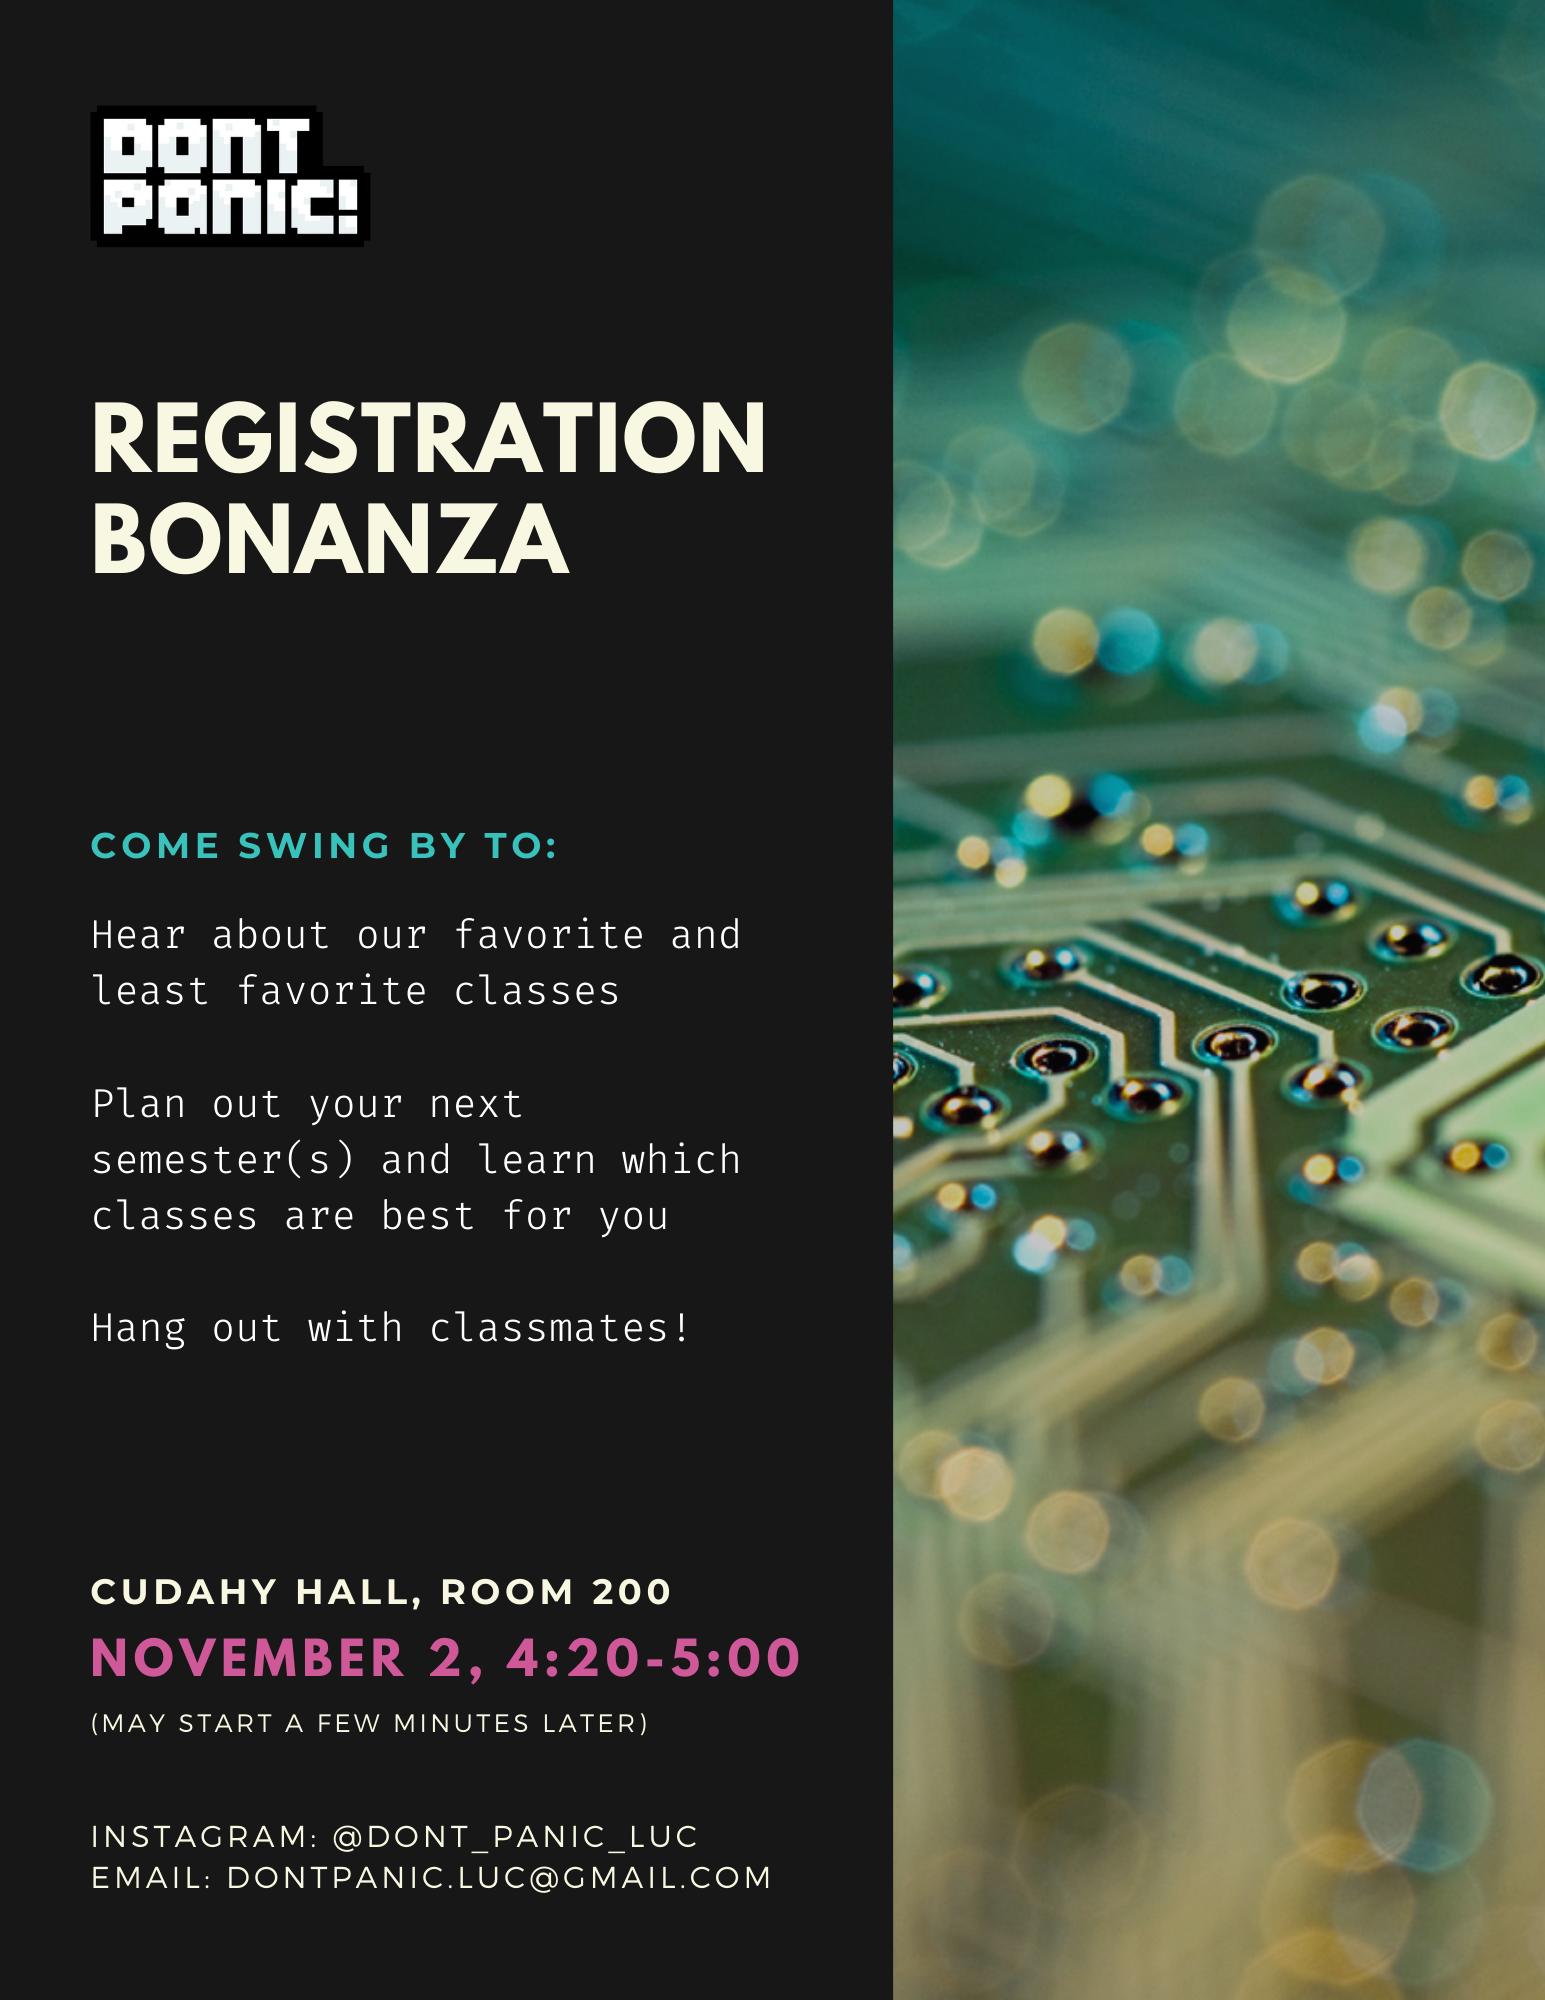 DONT
PANIC!
REGISTRATION
BONANZA
COME SWING BY TO:
Hear about our favorite and
least favorite classes
Plan out your next
semester(s) and learn which
classes are best for you
Hang out with classmates!
CUDAHY HALL, ROOM 200
NOVEMBER 2, 4:20-5:00
(MAY START A FEW MINUTES LATER)
INSTAGRAM: @DONT_PANIC_LUC
EMAIL: DONTPANIC.LUC@GMAIL.COM